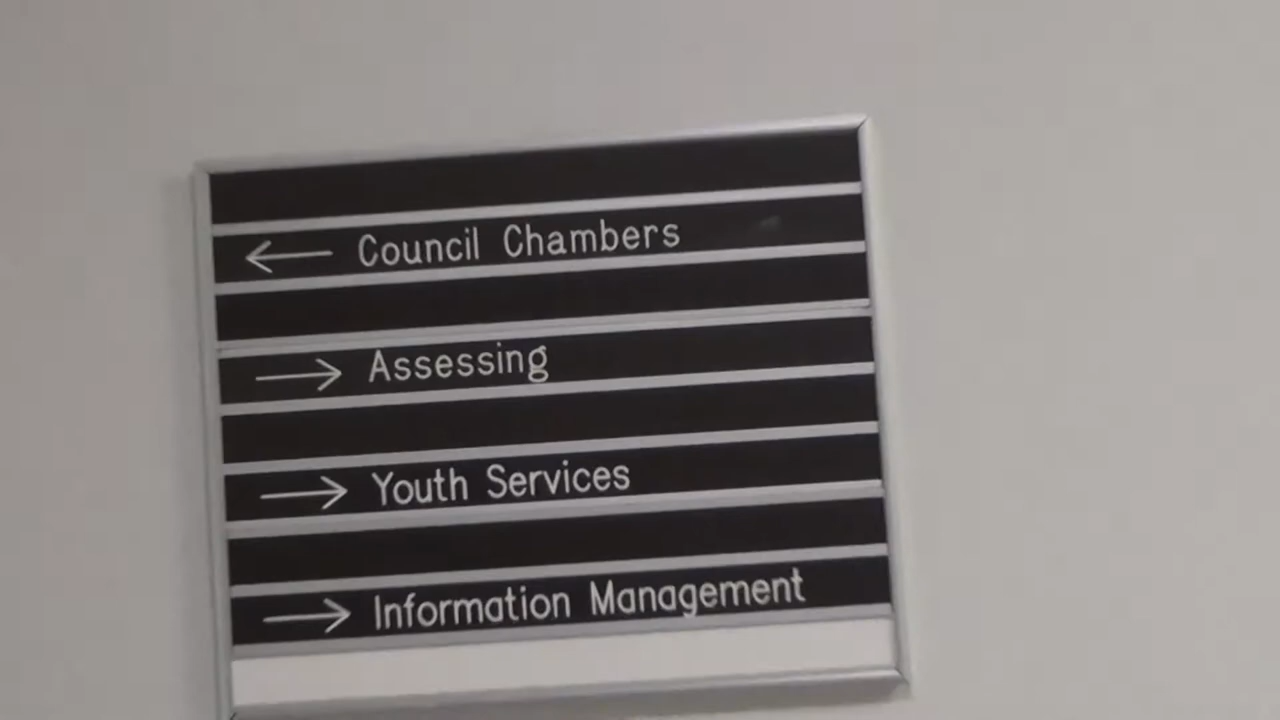 ← Council Chambers
→ Assessing
→ Youth Services
→ Information Management